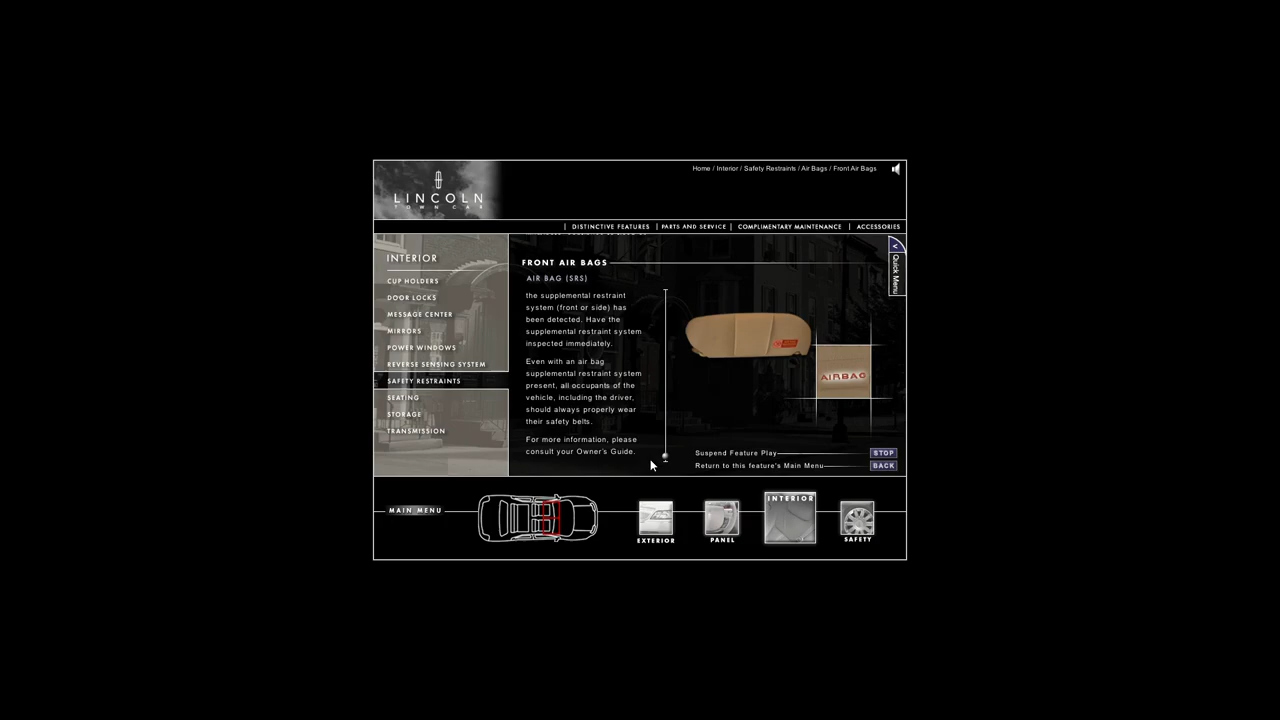 Home / Interior / Safety Restraints / Air Bags / Front Air Bags
LINCOLN
TOWN CAR
DISTINCTIVE FEATURES
PARTS AND SERVICE
COMPLIMENTARY MAINTENANCE
ACCESSORIES
Quick Menu
INTERIOR
CUP HOLDERS
DOOR LOCKS
MESSAGE CENTER
MIRRORS
POWER WINDOWS
REVERSE SENSING SYSTEM
SAFETY RESTRAINTS
SEATING
STORAGE
TRANSMISSION
FRONT AIR BAGS
AIR BAG (SRS)
the supplemental restraint
system (front or side) has
been detected. Have the
supplemental restraint system
inspected immediately.
Even with an air bag
supplemental restraint system
present, all occupants of the
vehicle, including the driver,
should always properly wear
their safety belts.
For more information, please
consult your Owner's Guide.
AIRBAG
Suspend Feature Play
STOP
Return to this feature's Main Menu
BACK
MAIN MENU
EXTERIOR
PANEL
INTERIOR
SAFETY